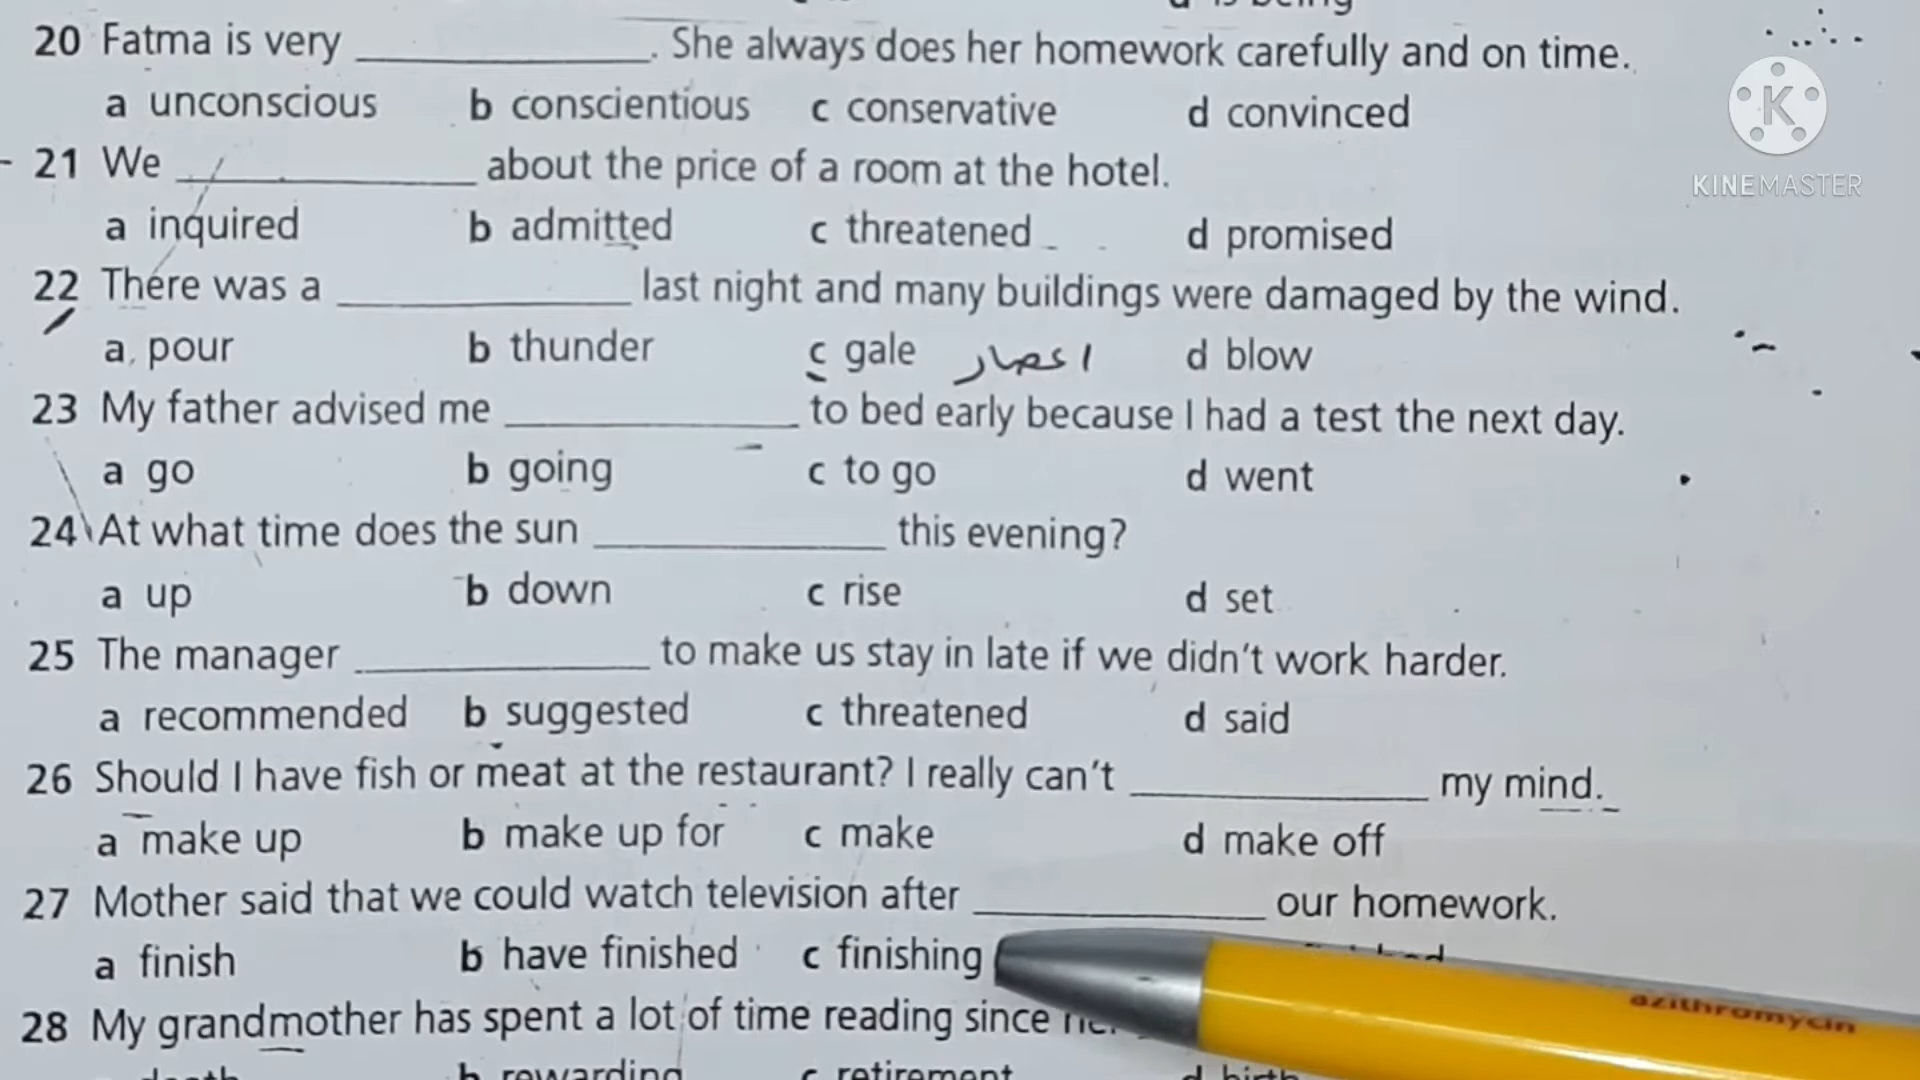 d is being
20 Fatma is very ____________. She always does her homework carefully and on time.
a unconscious b conscientious c conservative d convinced
KINEMASTER
21 We ____________ about the price of a room at the hotel.
a inquired b admitted c threatened d promised
22 There was a ____________ last night and many buildings were damaged by the wind.
a pour b thunder c gale اعصار d blow
23 My father advised me ____________ to bed early because I had a test the next day.
a go b going c to go d went
24 At what time does the sun ____________ this evening?
a up b down c rise d set
25 The manager ____________ to make us stay in late if we didn't work harder.
a recommended b suggested c threatened d said
26 Should I have fish or meat at the restaurant? I really can't ____________ my mind.
a make up b make up for c make d make off
27 Mother said that we could watch television after ____________ our homework.
a finish b have finished c finishing
azithromycin
28 My grandmother has spent a lot of time reading since
death b rewarding c retirement d birth